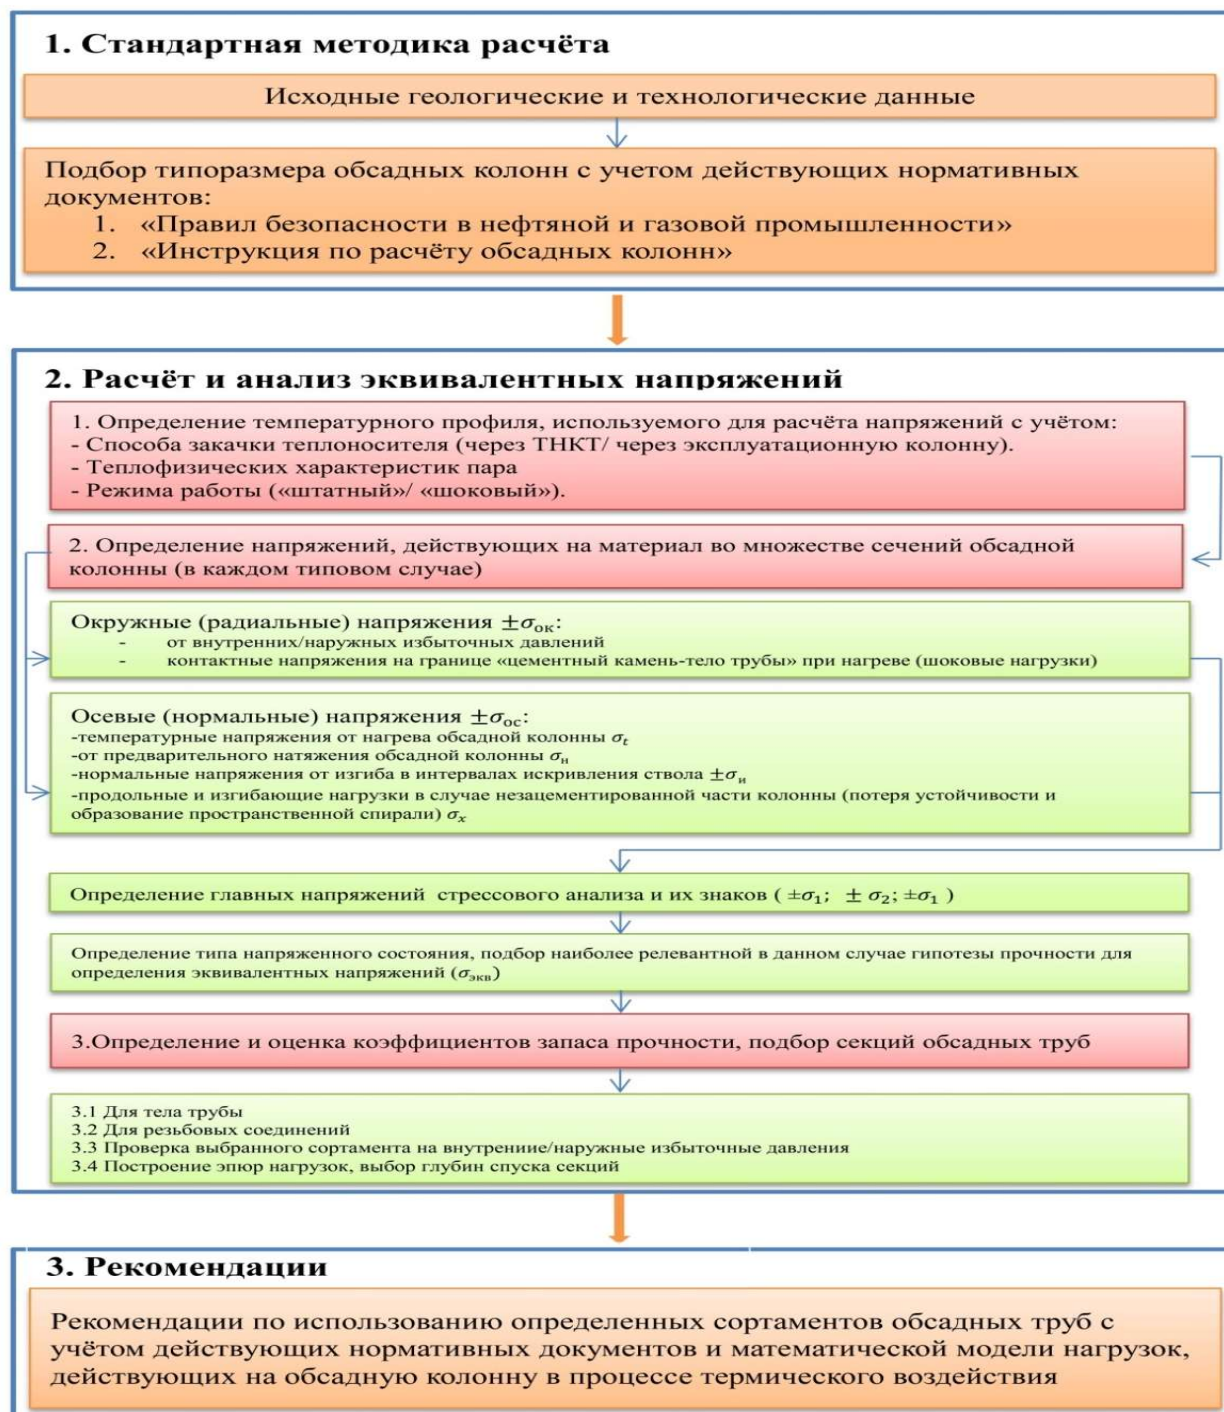 1. Стандартная методика расчёта
Исходные геологические и технологические данные
Подбор типоразмера обсадных колонн с учетом действующих нормативных
документов:
1. «Правил безопасности в нефтяной и газовой промышленности»
2. «Инструкция по расчёту обсадных колонн»
2. Расчёт и анализ эквивалентных напряжений
1. Определение температурного профиля, используемого для расчёта напряжений с учётом:
- Способа закачки теплоносителя (через ТНКТ/ через эксплуатационную колонну).
- Теплофизических характеристик пара
- Режима работы («штатный»/ «шоковый»).
2. Определение напряжений, действующих на материал во множестве сечений обсадной
колонны (в каждом типовом случае)
Окружные (радиальные) напряжения ±σок:
- от внутренних/наружных избыточных давлений
- контактные напряжения на границе «цементный камень-тело трубы» при нагреве (шоковые нагрузки)
Осевые (нормальные) напряжения ±σос:
-температурные напряжения от нагрева обсадной колонны σt
-от предварительного натяжения обсадной колонны σн
-нормальные напряжения от изгиба в интервалах искривления ствола ±σи
-продольные и изгибающие нагрузки в случае незацементированной части колонны (потеря устойчивости и
образование пространственной спирали) σx
Определение главных напряжений стрессового анализа и их знаков ( ±σ1; ± σ2; ±σ1 )
Определение типа напряженного состояния, подбор наиболее релевантной в данном случае гипотезы прочности для
определения эквивалентных напряжений (σэкв)
3.Определение и оценка коэффициентов запаса прочности, подбор секций обсадных труб
3.1 Для тела трубы
3.2 Для резьбовых соединений
3.3 Проверка выбранного сортамента на внутренние/наружные избыточные давления
3.4 Построение эпюр нагрузок, выбор глубин спуска секций
3. Рекомендации
Рекомендации по использованию определенных сортаментов обсадных труб с
учётом действующих нормативных документов и математической модели нагрузок,
действующих на обсадную колонну в процессе термического воздействия